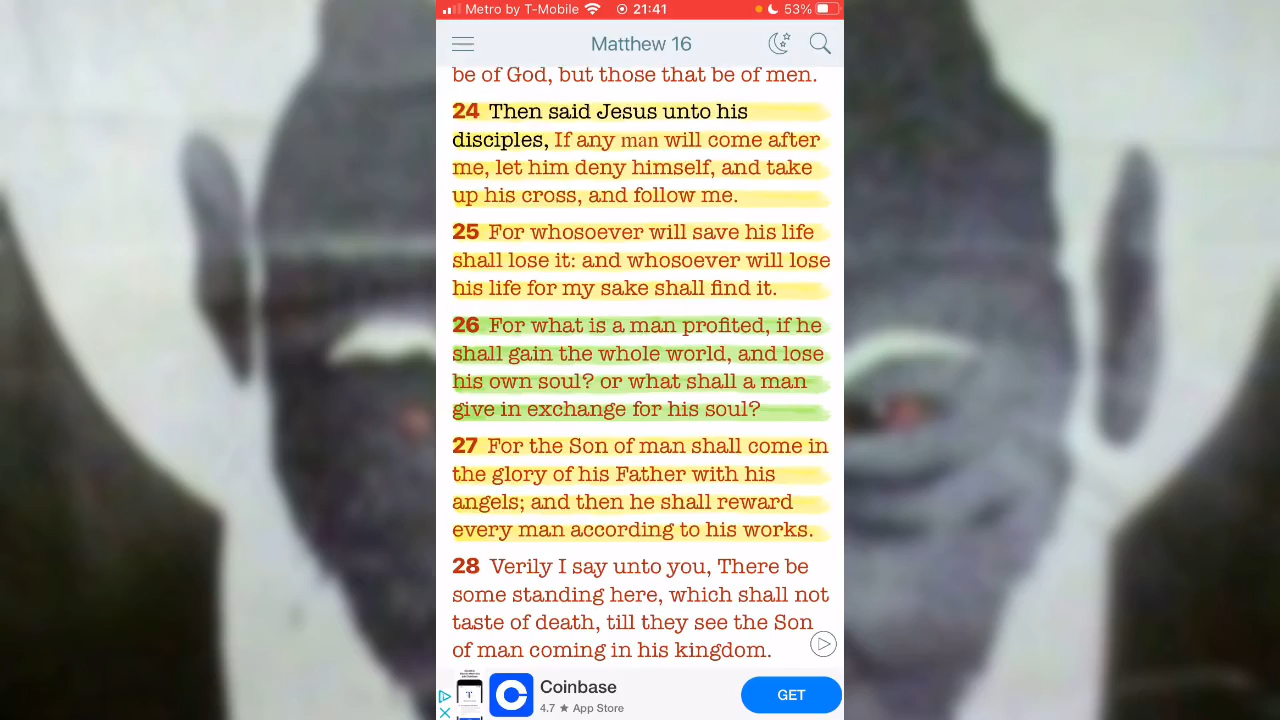 Metro by T-Mobile 21:41 53%
Matthew 16
be of God, but those that be of men.
24 Then said Jesus unto his
disciples, If any man will come after
me, let him deny himself, and take
up his cross, and follow me.
25 For whosoever will save his life
shall lose it: and whosoever will lose
his life for my sake shall find it.
26 For what is a man profited, if he
shall gain the whole world, and lose
his own soul? or what shall a man
give in exchange for his soul?
27 For the Son of man shall come in
the glory of his Father with his
angels; and then he shall reward
every man according to his works.
28 Verily I say unto you, There be
some standing here, which shall not
taste of death, till they see the Son
of man coming in his kingdom.
Coinbase
4.7 ★ App Store
GET